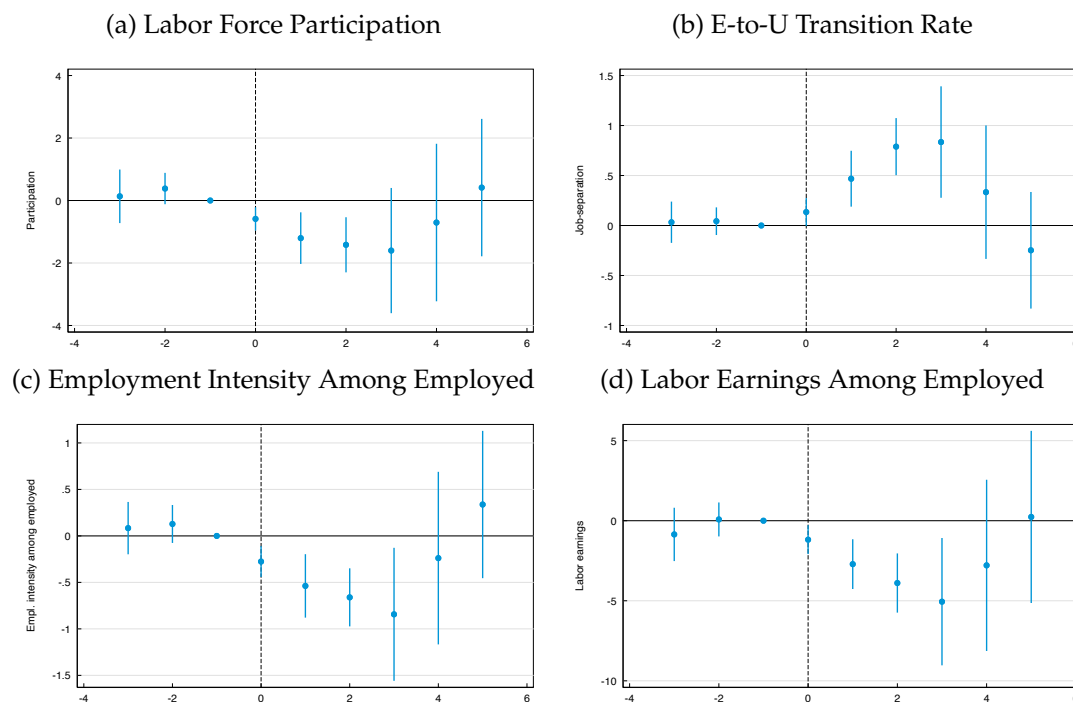 (a) Labor Force Participation
(b) E-to-U Transition Rate
4
2
0
-2
-4
Participation
-4 -2 0 2 4 6
1.5
1
.5
0
-.5
-1
Job-separation
-4 -2 0 2 4
(c) Employment Intensity Among Employed
(d) Labor Earnings Among Employed
1
.5
0
-.5
-1
-1.5
Empl. intensity among employed
-4 -2 0 2 4 6
5
0
-5
-10
Labor earnings
-4 -2 0 2 4